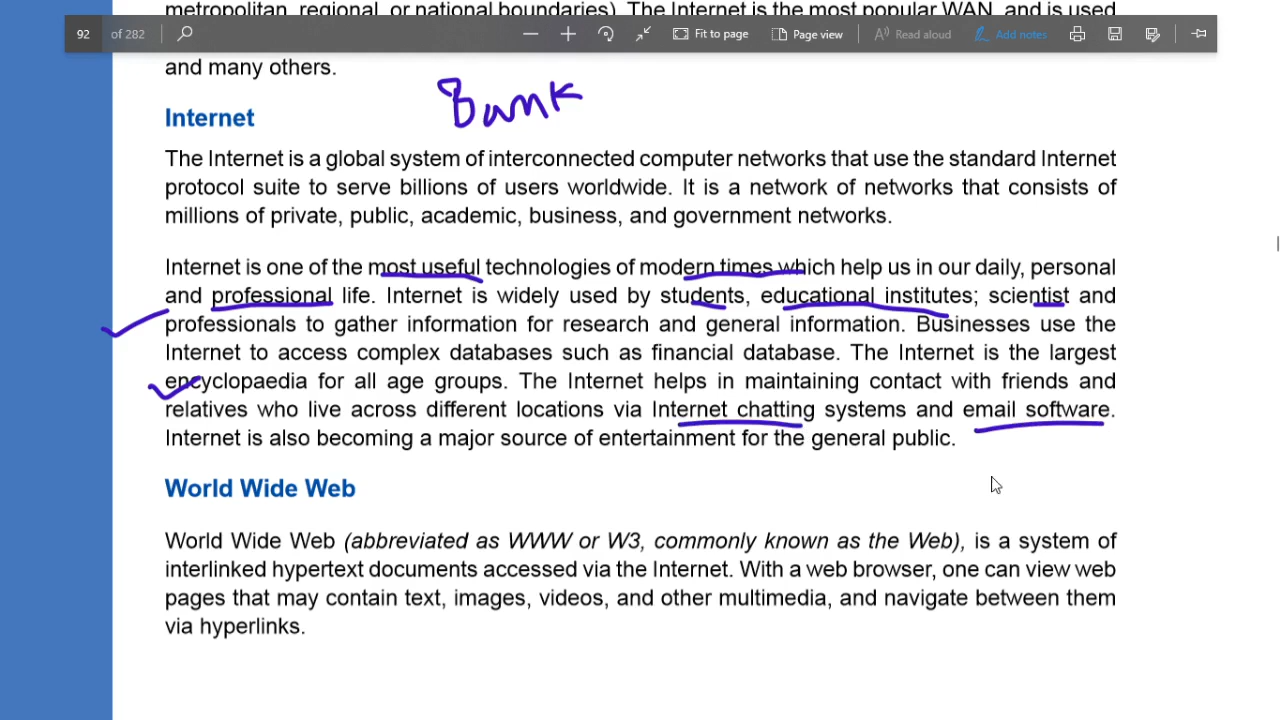 metropolitan, regional, or national boundaries). The Internet is the most popular WAN, and is used
92 of 282 Fit to page Page view Read aloud Add notes
and many others.
Bank
Internet
The Internet is a global system of interconnected computer networks that use the standard Internet
protocol suite to serve billions of users worldwide. It is a network of networks that consists of
millions of private, public, academic, business, and government networks.
Internet is one of the most useful technologies of modern times which help us in our daily, personal
and professional life. Internet is widely used by students, educational institutes; scientist and
professionals to gather information for research and general information. Businesses use the
Internet to access complex databases such as financial database. The Internet is the largest
encyclopaedia for all age groups. The Internet helps in maintaining contact with friends and
relatives who live across different locations via Internet chatting systems and email software.
Internet is also becoming a major source of entertainment for the general public.
World Wide Web
World Wide Web (abbreviated as WWW or W3, commonly known as the Web), is a system of
interlinked hypertext documents accessed via the Internet. With a web browser, one can view web
pages that may contain text, images, videos, and other multimedia, and navigate between them
via hyperlinks.